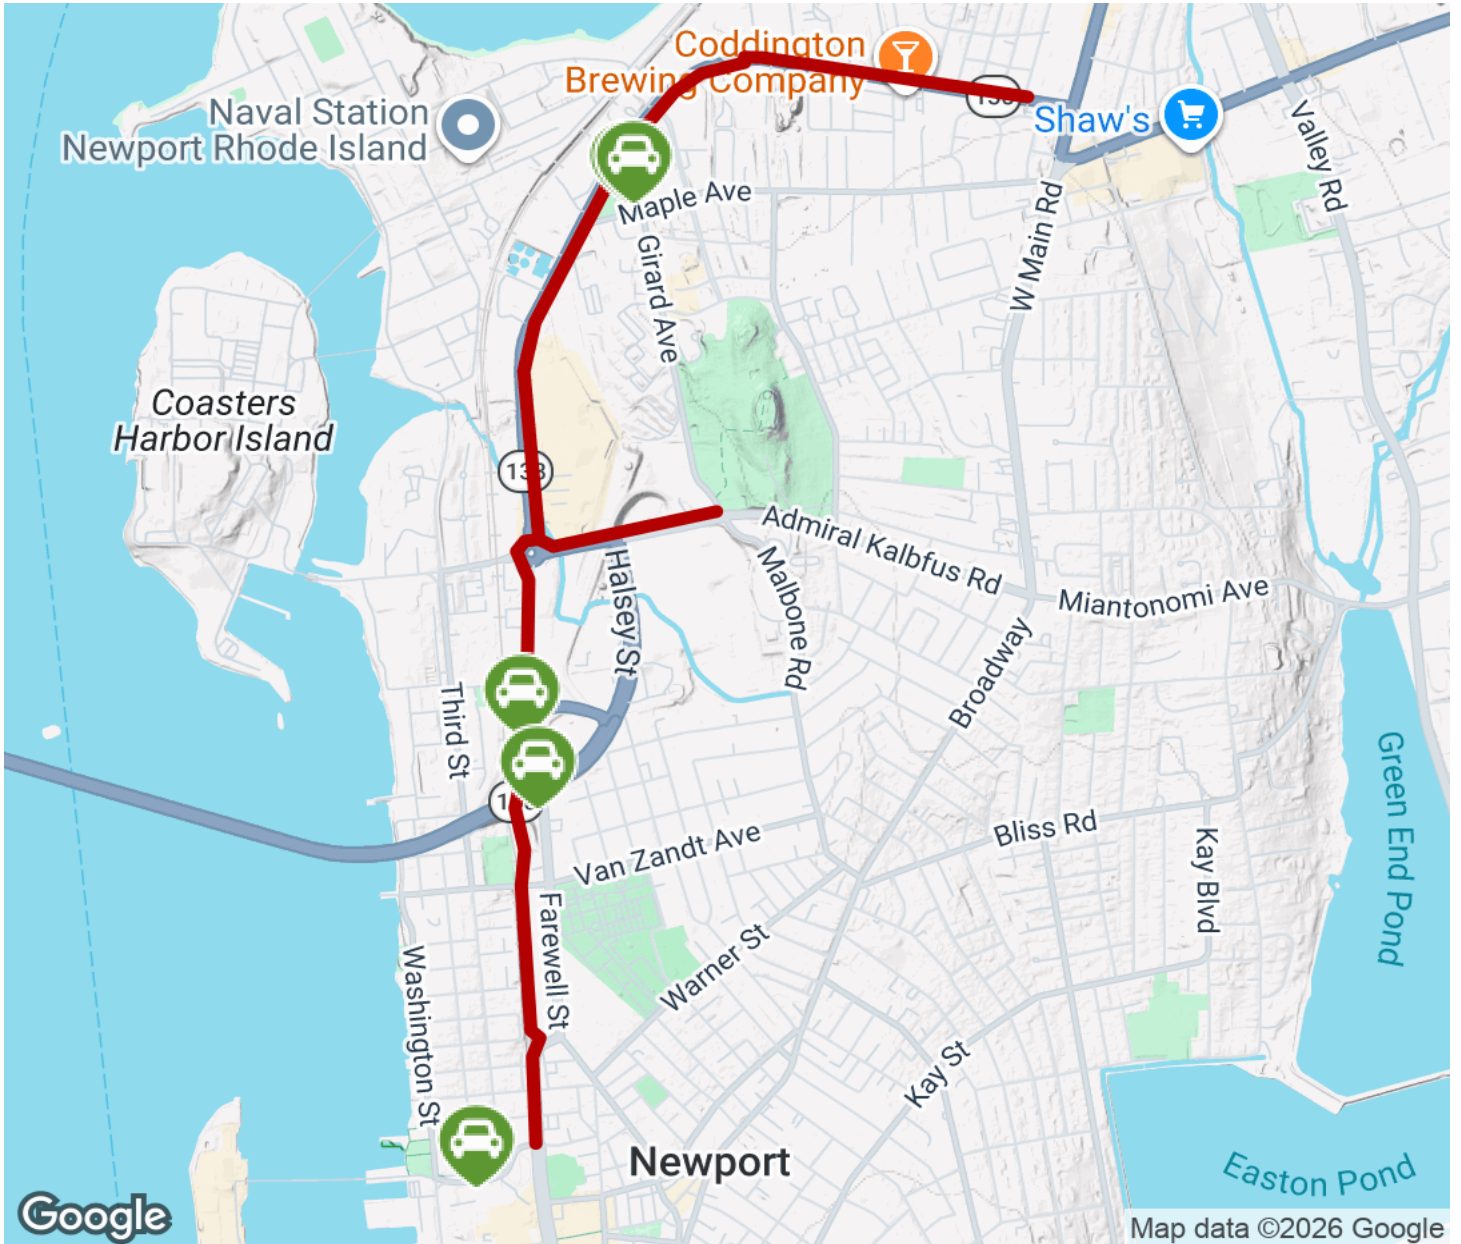 Coddington
Brewing Company
Naval Station
Newport Rhode Island
Shaw's
Valley Rd
Maple Ave
W Main Rd
Girard Ave
Coasters
Harbor Island
138
Admiral Kalbfus Rd
Halsey St
Malbone Rd
Miantonomi Ave
Broadway
Third St
Green End Pond
Bliss Rd
Van Zandt Ave
Kay Blvd
Farewell St
Warner St
Washington St
Kay St
Newport
Easton Pond
Google
Map data ©2026 Google